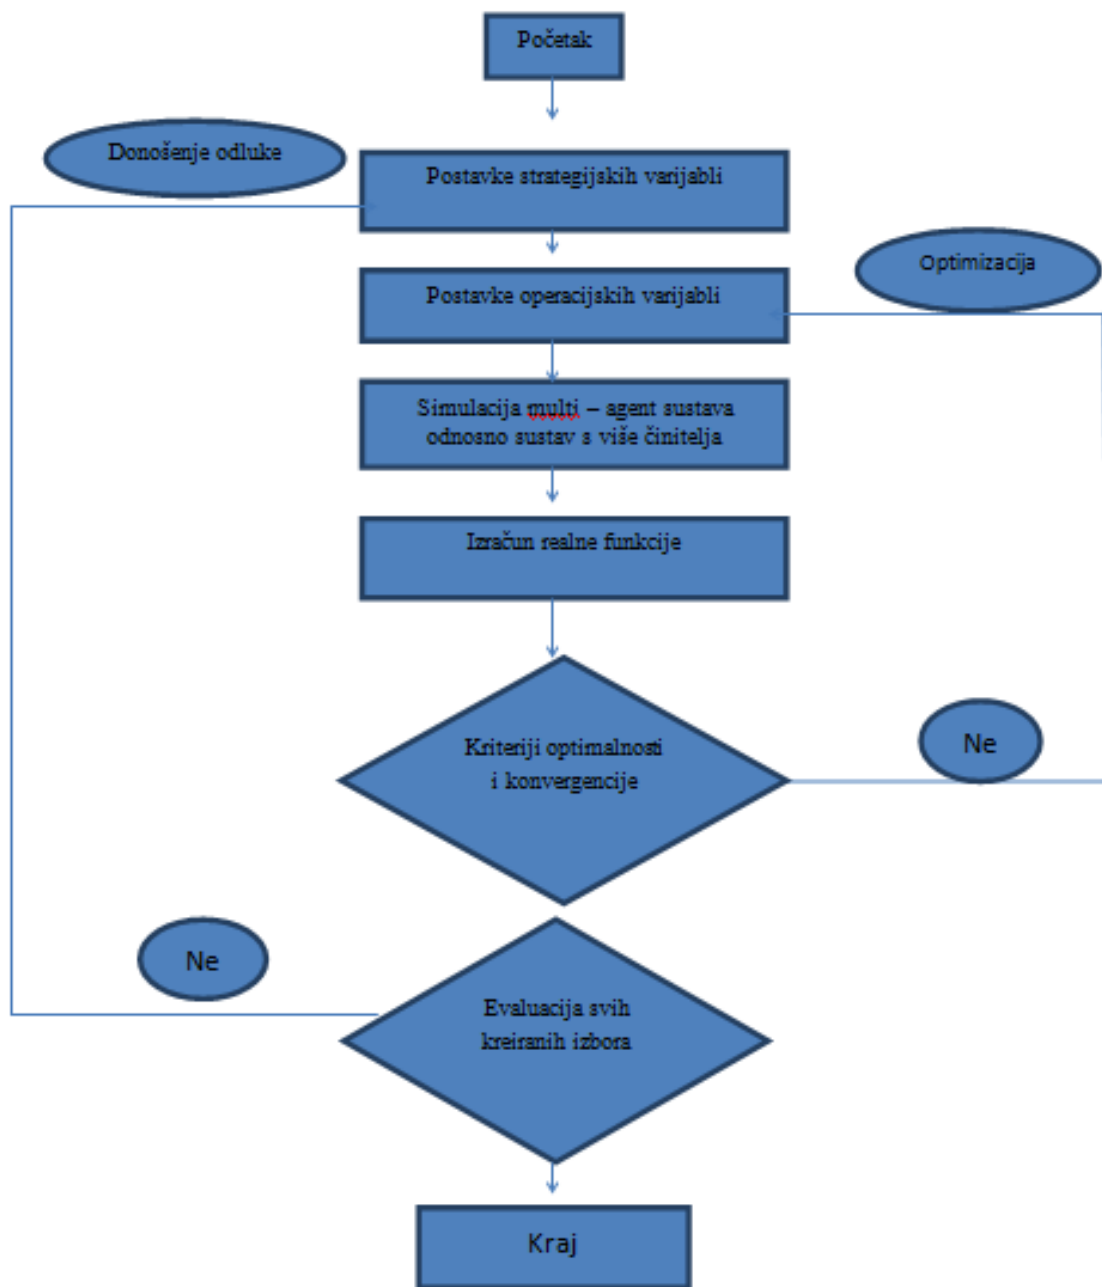 Početak
Donošenje odluke
Postavke strategijskih varijabli
Optimizacija
Postavke operacijskih varijabli
Simulacija multi – agent sustava
odnosno sustav s više činitelja
Izračun realne funkcije
Kriteriji optimalnosti
i konvergencije
Ne
Ne
Evaluacija svih
kreiranih izbora
Kraj